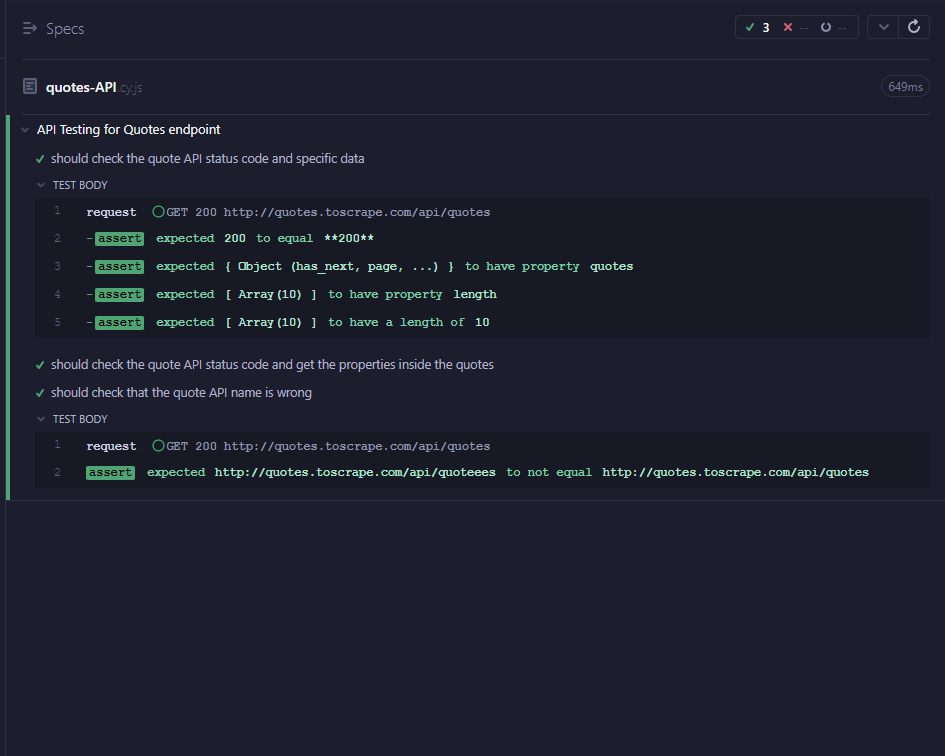 Specs
3 -- --
quotes-API.cy.js
649ms
API Testing for Quotes endpoint
should check the quote API status code and specific data
TEST BODY
1 request GET 200 http://quotes.toscrape.com/api/quotes
2 -assert expected 200 to equal **200**
3 -assert expected { Object (has_next, page, ...) } to have property quotes
4 -assert expected [ Array(10) ] to have property length
5 -assert expected [ Array(10) ] to have a length of 10
should check the quote API status code and get the properties inside the quotes
should check that the quote API name is wrong
TEST BODY
1 request GET 200 http://quotes.toscrape.com/api/quotes
2 assert expected http://quotes.toscrape.com/api/quoteees to not equal http://quotes.toscrape.com/api/quotes